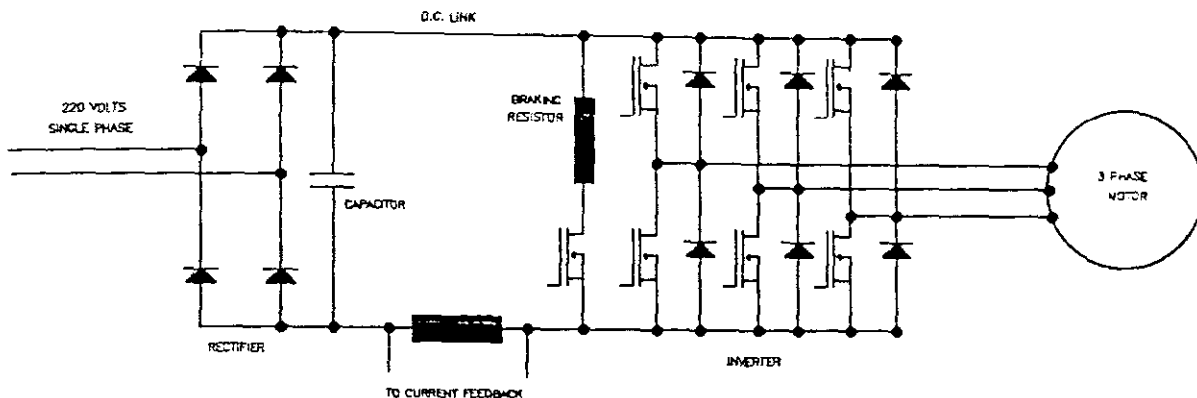 D.C. LINK
220 VOLTS
SINGLE PHASE
BRAKING
RESISTOR
CAPACITOR
3 PHASE
MOTOR
RECTIFIER
INVERTER
TO CURRENT FEEDBACK